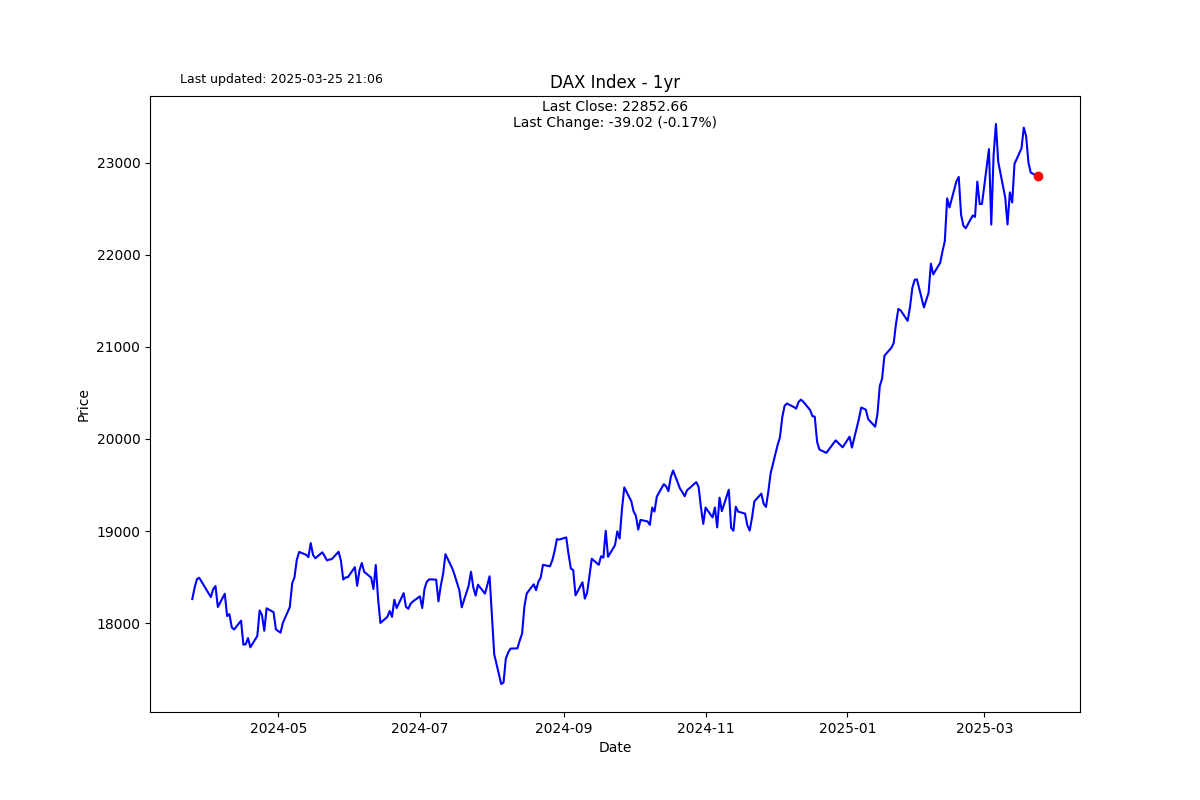 Last updated: 2025-03-25 21:06
DAX Index - 1yr
Last Close: 22852.66
Last Change: -39.02 (-0.17%)
23000
22000
21000
20000
19000
18000
Price
2024-05
2024-07
2024-09
2024-11
2025-01
2025-03
Date